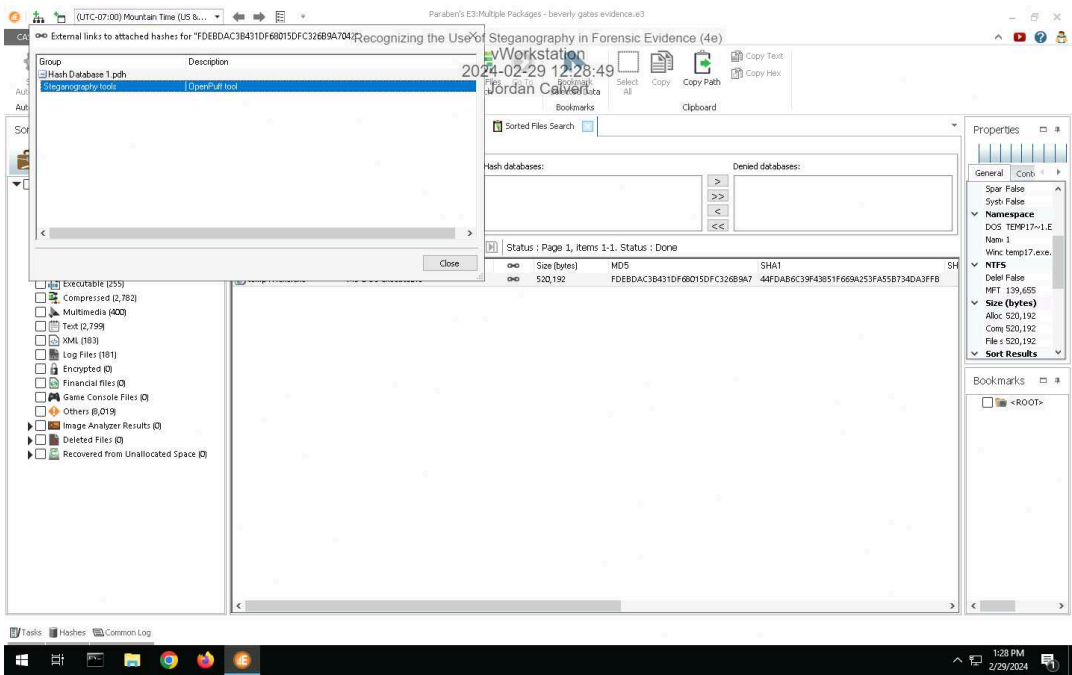 (UTC-07:00) Mountain Time (US &...
Paraben's E3:Multiple Packages - beverly gates evidence.e3
External links to attached hashes for "FDEBDAC3B431DF68015DFC326B9A7042
Recognizing the Use of Steganography in Forensic Evidence (4e)
vWorkstation
2024-02-29 12:28:49
Jordan Calvert
Group Description
Hash Database 1.pdh
Steganography tools OpenPuff tool
Close
Select All
Copy
Copy Path
Copy Text
Copy Hex
Bookmarks
Clipboard
Sorted Files Search
Hash databases:
Denied databases:
>
>>
<
<<
Status : Page 1, items 1-1. Status : Done
Size (bytes) MD5 SHA1 SH
520,192 FDEBDAC3B431DF68015DFC326B9A7 44FDAB6C39F43851F669A253FA55B734DA3FFB
Executable (255)
Compressed (2,782)
Multimedia (400)
Text (2,799)
XML (183)
Log Files (181)
Encrypted (0)
Financial files (0)
Game Console Files (0)
Others (8,019)
Image Analyzer Results (0)
Deleted Files (0)
Recovered from Unallocated Space (0)
Properties
General Conte
Spar False
Syst False
Namespace
DOS TEMP17~1.E
Nam 1
Winc temp17.exe.
NTFS
Delet False
MFT 139,655
Size (bytes)
Alloc 520,192
Com 520,192
File s 520,192
Sort Results
Bookmarks
<ROOT>
Tasks Hashes Common Log
1:28 PM
2/29/2024